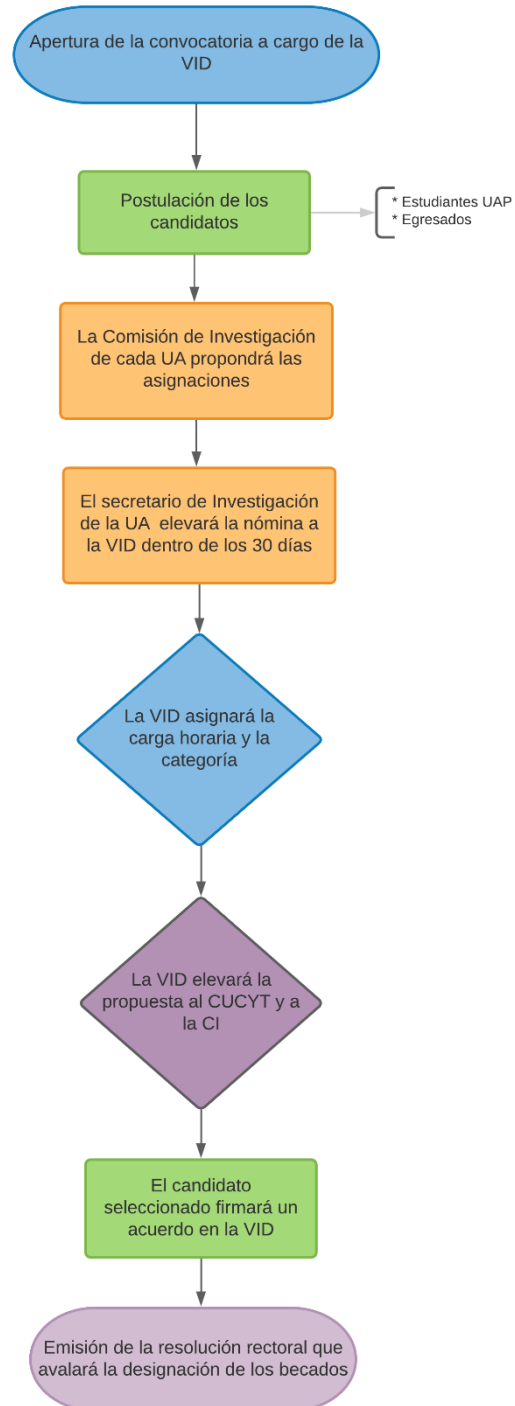 Apertura de la convocatoria a cargo de la
VID
Postulación de los
candidatos
* Estudiantes UAP
* Egresados
La Comisión de Investigación
de cada UA propondrá las
asignaciones
El secretario de Investigación
de la UA elevará la nómina a
la VID dentro de los 30 días
La VID asignará la
carga horaria y la
categoría
La VID elevará la
propuesta al CUCYT y a
la CI
El candidato
seleccionado firmará un
acuerdo en la VID
Emisión de la resolución rectoral que
avalará la designación de los becados